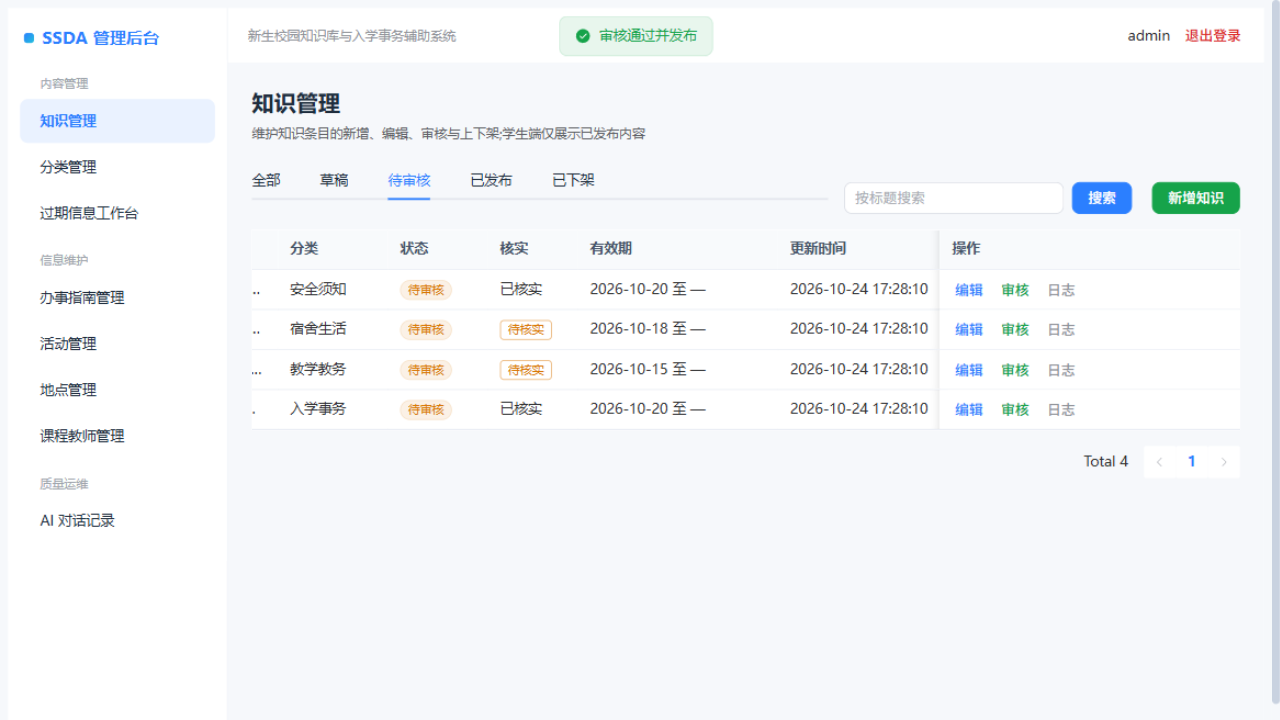 SSDA 管理后台
新生校园知识库与入学事务辅助系统
审核通过并发布
admin 退出登录
内容管理
知识管理
分类管理
过期信息工作台
信息维护
办事指南管理
活动管理
地点管理
课程教师管理
质量运维
AI 对话记录
知识管理
维护知识条目的新增、编辑、审核与上下架;学生端仅展示已发布内容
全部 草稿 待审核 已发布 已下架
按标题搜索 搜索 新增知识
分类 状态 核实 有效期 更新时间 操作
.. 安全须知 待审核 已核实 2026-10-20 至 — 2026-10-24 17:28:10 编辑 审核 日志
.. 宿舍生活 待审核 待核实 2026-10-18 至 — 2026-10-24 17:28:10 编辑 审核 日志
... 教学教务 待审核 待核实 2026-10-15 至 — 2026-10-24 17:28:10 编辑 审核 日志
. 入学事务 待审核 已核实 2026-10-20 至 — 2026-10-24 17:28:10 编辑 审核 日志
Total 4 1